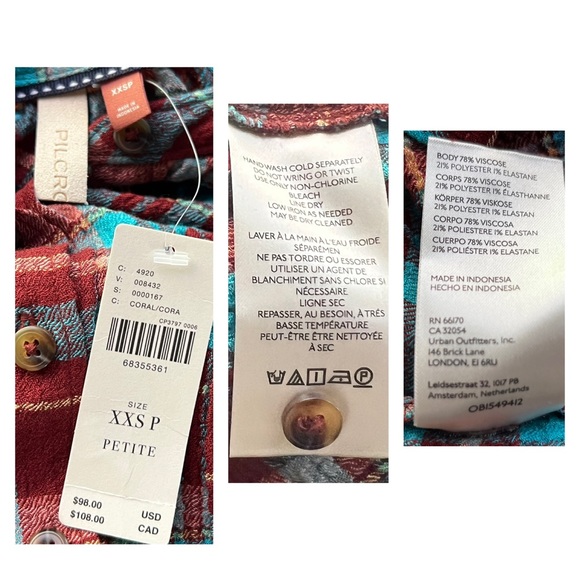 XXSP
MADE IN
INDONESIA
PILCRO
C: 4920
V: 008432
S: 0000167
C: CORAL/CORA
CP3797 0006
68355361
SIZE
XXS P
PETITE
$98.00 USD
$108.00 CAD
HAND WASH COLD SEPARATELY
DO NOT WRING OR TWIST
USE ONLY NON-CHLORINE
BLEACH
LINE DRY
LOW IRON AS NEEDED
MAY BE DRY CLEANED
LAVER À LA MAIN À L'EAU FROIDE
SÉPARÉMEN
NE PAS TORDRE OU ESSORER
UTILISER UN AGENT DE
BLANCHIMENT SANS CHLORE SI
NÉCESSAIRE
LIGNE SEC
REPASSER, AU BESOIN, À TRÈS
BASSE TEMPÉRATURE
PEUT-ÊTRE ÊTRE NETTOYÉE
À SEC
BODY 78% VISCOSE
21% POLYESTER 1% ELASTANE
CORPS 78% VISCOSE
21% POLYESTER 1% ÉLASTHANNE
KÖRPER 78% VISKOSE
21% POLYESTER 1% ELASTAN
CORPO 78% VISCOSA
21% POLIESTERE 1% ELASTAN
CUERPO 78% VISCOSA
21% POLIÉSTER 1% ELASTANE
MADE IN INDONESIA
HECHO EN INDONESIA
RN 66170
CA 32054
Urban Outfitters, Inc.
146 Brick Lane
LONDON, E1 6RU
Leidsestraat 32, 1017 PB
Amsterdam, Netherlands
OB1549412